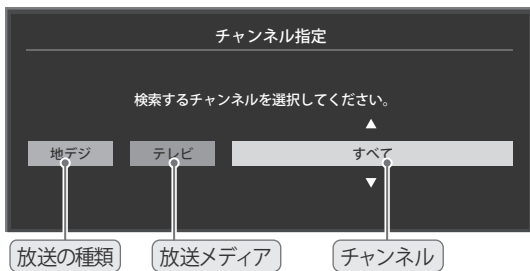 チャンネル指定
検索するチャンネルを選択してください。
▲
地デジ テレビ すべて
▼
放送の種類 放送メディア チャンネル